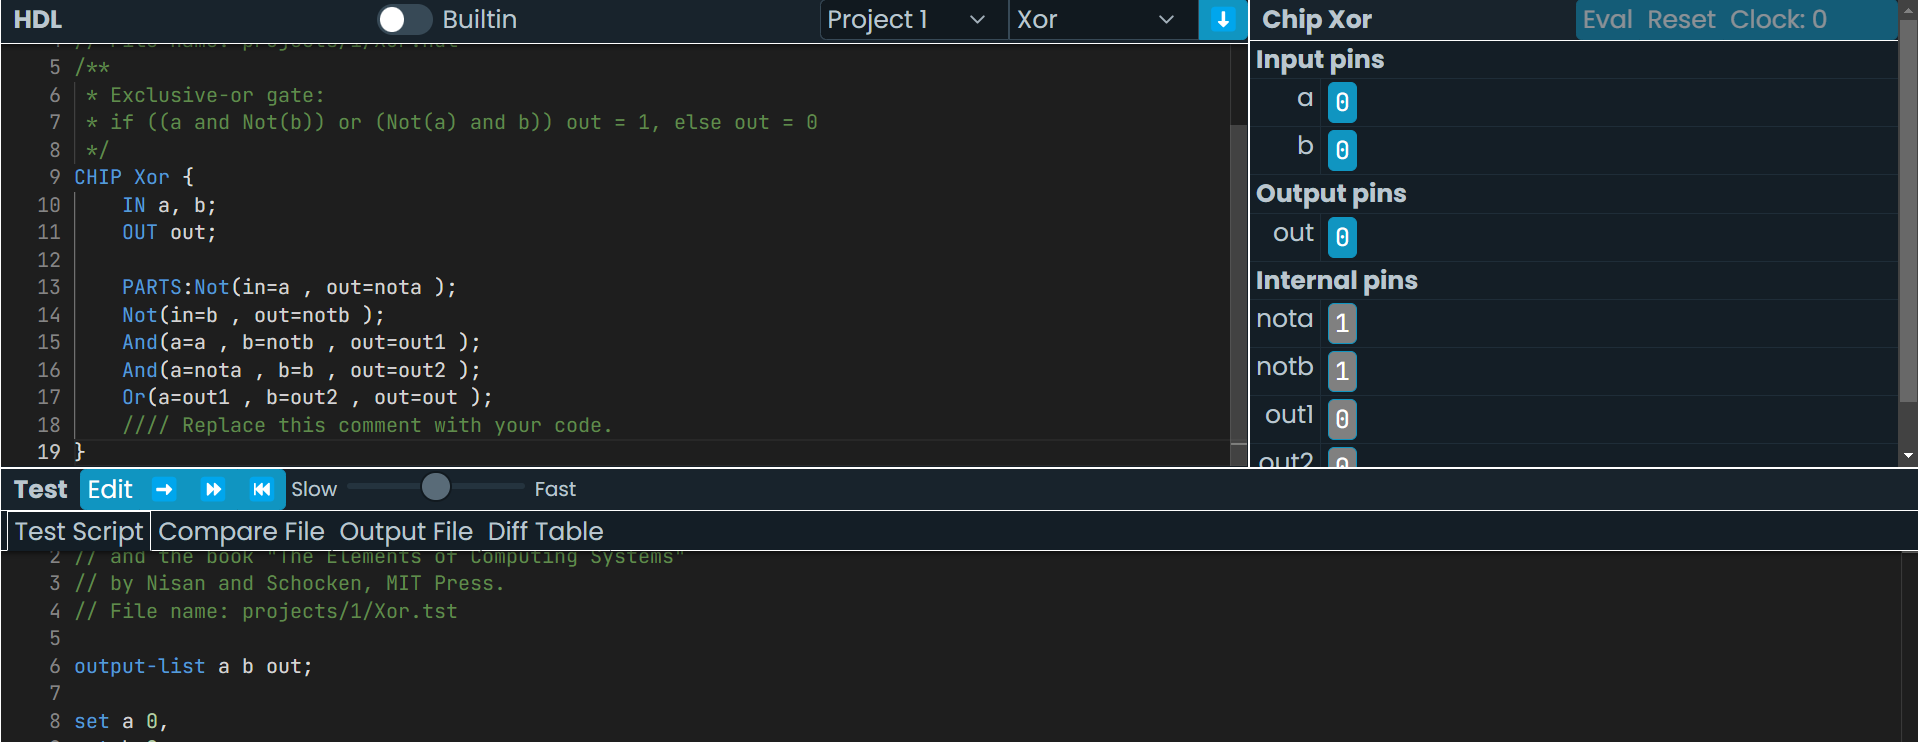 HDL Builtin Project 1 Xor
// File name: projects/1/Xor.hdl
5 /**
6 * Exclusive-or gate:
7 * if ((a and Not(b)) or (Not(a) and b)) out = 1, else out = 0
8 */
9 CHIP Xor {
10 IN a, b;
11 OUT out;
12
13 PARTS:Not(in=a , out=nota );
14 Not(in=b , out=notb );
15 And(a=a , b=notb , out=out1 );
16 And(a=nota , b=b , out=out2 );
17 Or(a=out1 , b=out2 , out=out );
18 //// Replace this comment with your code.
19 }
Chip Xor Eval Reset Clock: 0
Input pins
a 0
b 0
Output pins
out 0
Internal pins
nota 1
notb 1
out1 0
out2 0
Test Edit Slow Fast
Test Script Compare File Output File Diff Table
2 // and the book "The Elements of Computing Systems"
3 // by Nisan and Schocken, MIT Press.
4 // File name: projects/1/Xor.tst
5
6 output-list a b out;
7
8 set a 0,